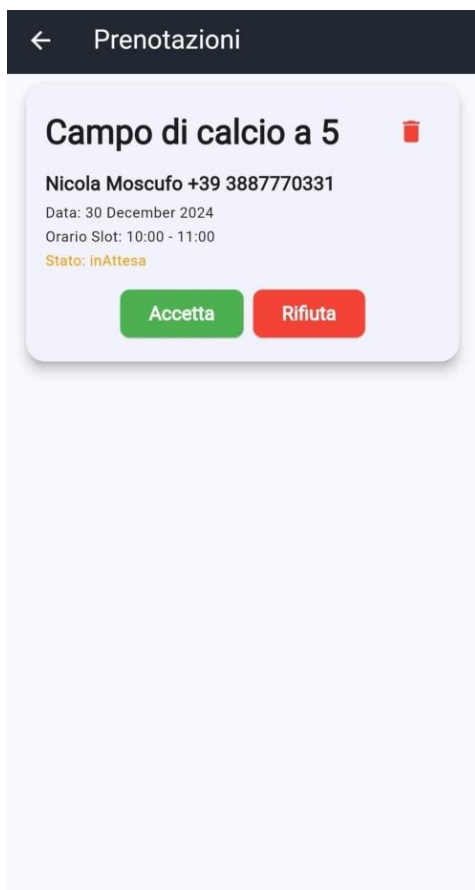 Prenotazioni
Campo di calcio a 5
Nicola Moscufo +39 3887770331
Data: 30 December 2024
Orario Slot: 10:00 - 11:00
Stato: inAttesa
Accetta
Rifiuta